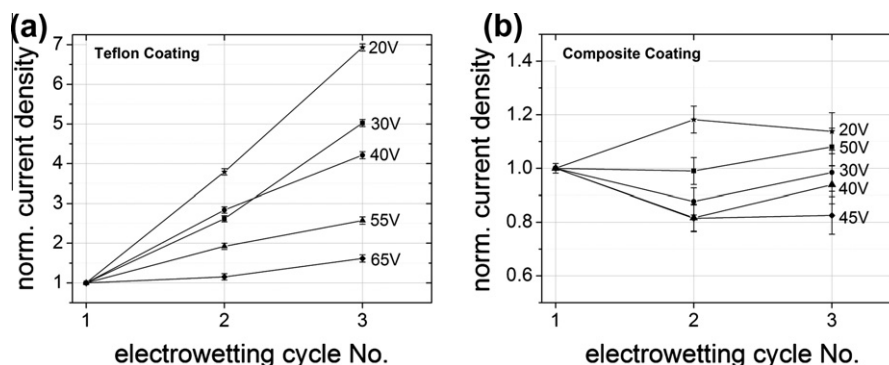 (a)
norm. current density
7
6
5
4
3
2
1
Teflon Coating
20V
30V
40V
55V
65V
1 2 3
electrowetting cycle No.
(b)
norm. current density
1.4
1.2
1.0
0.8
0.6
Composite Coating
20V
50V
30V
40V
45V
1 2 3
electrowetting cycle No.